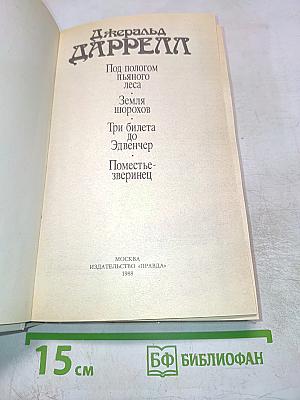 Джеральд
ДАРРЕЛЛ
Под пологом
пьяного
леса
Земля
шорохов
Три билета
до
Эдвенчер
Поместье-
зверинец
МОСКВА
ИЗДАТЕЛЬСТВО «ПРАВДА»
1988
15 см
БФ БИБЛИОФАН